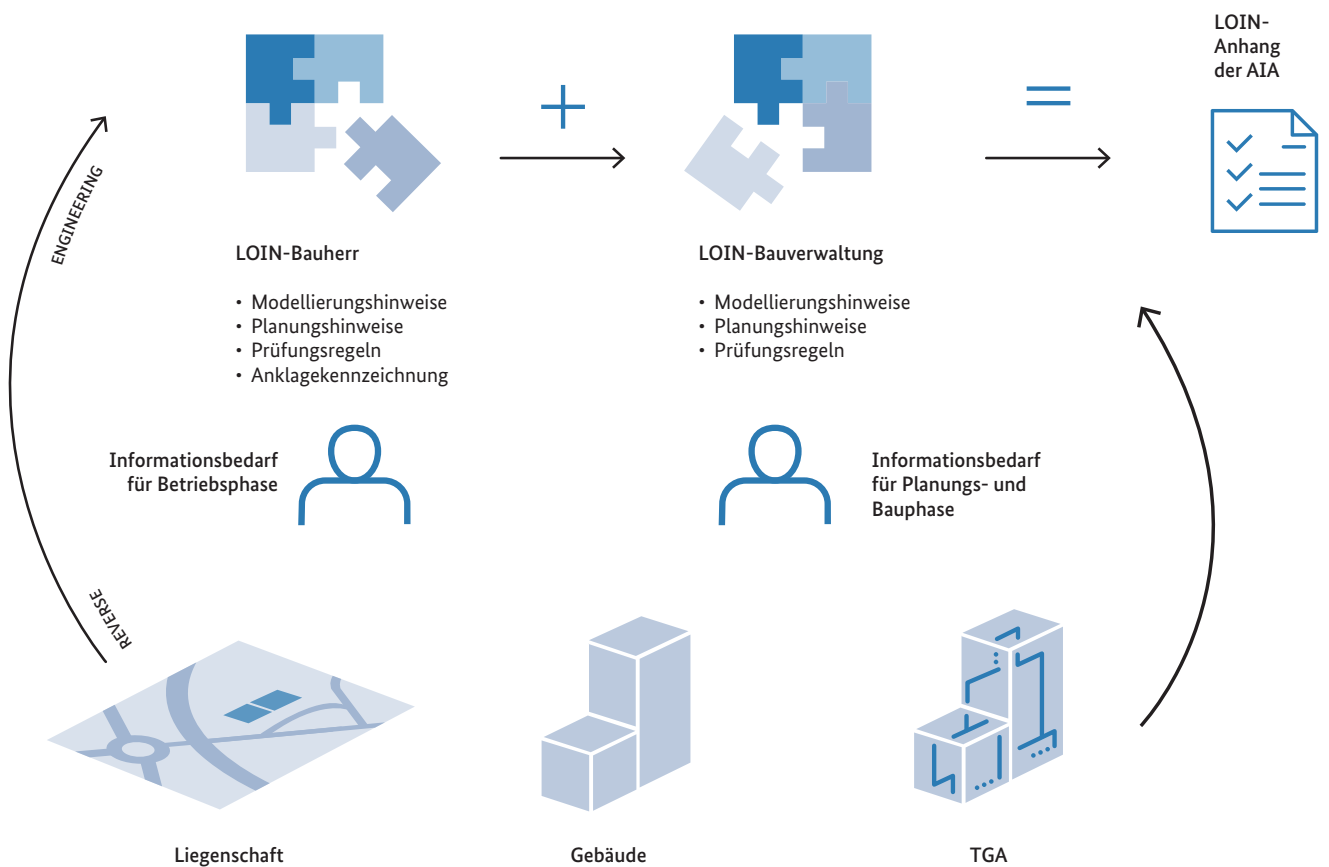 LOIN-
Anhang
der AIA
ENGINEERING
LOIN-Bauherr
• Modellierungshinweise
• Planungshinweise
• Prüfungsregeln
• Anklagekennzeichnung
LOIN-Bauverwaltung
• Modellierungshinweise
• Planungshinweise
• Prüfungsregeln
Informationsbedarf
für Betriebsphase
Informationsbedarf
für Planungs- und
Bauphase
REVERSE
Liegenschaft
Gebäude
TGA